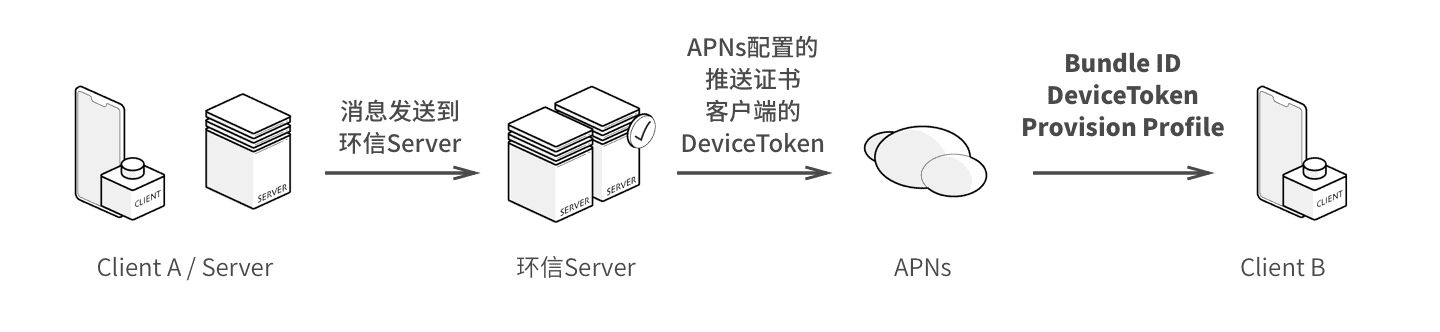 消息发送到
环信Server
APNs配置的
推送证书
客户端的
DeviceToken
Bundle ID
DeviceToken
Provision Profile
CLIENT
SERVER
SERVER
SERVER
CLIENT
Client A / Server
环信Server
APNs
Client B